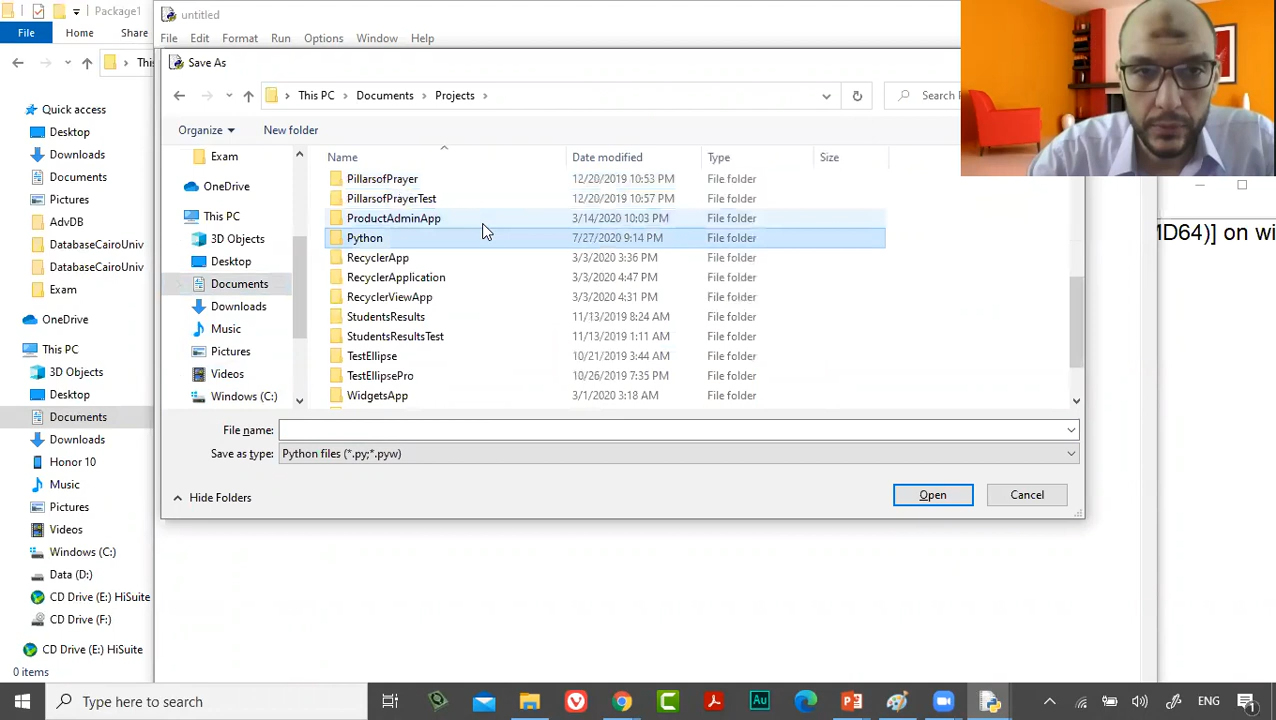 Package1
untitled
File Home Share
File Edit Format Run Options Window Help
This
Save As
This PC Documents Projects
Search
Organize New folder
Quick access
Desktop
Downloads
Documents
Pictures
AdvDB
DatabaseCairoUniv
DatabaseCairoUniv
Exam
OneDrive
This PC
3D Objects
Desktop
Documents
Downloads
Honor 10
Music
Pictures
Videos
Windows (C:)
Data (D:)
CD Drive (E:) HiSuite
CD Drive (F:)
CD Drive (E:) HiSuite
0 items
Exam
OneDrive
This PC
3D Objects
Desktop
Documents
Downloads
Music
Pictures
Videos
Windows (C:)
Name Date modified Type Size
PillarsofPrayer 12/20/2019 10:53 PM File folder
PillarsofPrayerTest 12/20/2019 10:57 PM File folder
ProductAdminApp 3/14/2020 10:03 PM File folder
Python 7/27/2020 9:14 PM File folder
RecyclerApp 3/3/2020 3:36 PM File folder
RecyclerApplication 3/3/2020 4:47 PM File folder
RecyclerViewApp 3/3/2020 4:31 PM File folder
StudentsResults 11/13/2019 8:24 AM File folder
StudentsResultsTest 11/13/2019 1:11 AM File folder
TestEllipse 10/21/2019 3:44 AM File folder
TestEllipsePro 10/26/2019 7:35 PM File folder
WidgetsApp 3/1/2020 3:18 AM File folder
File name:
Save as type: Python files (*.py;*.pyw)
Hide Folders
Open Cancel
MD64)] on wi
Type here to search
Au
ENG
1